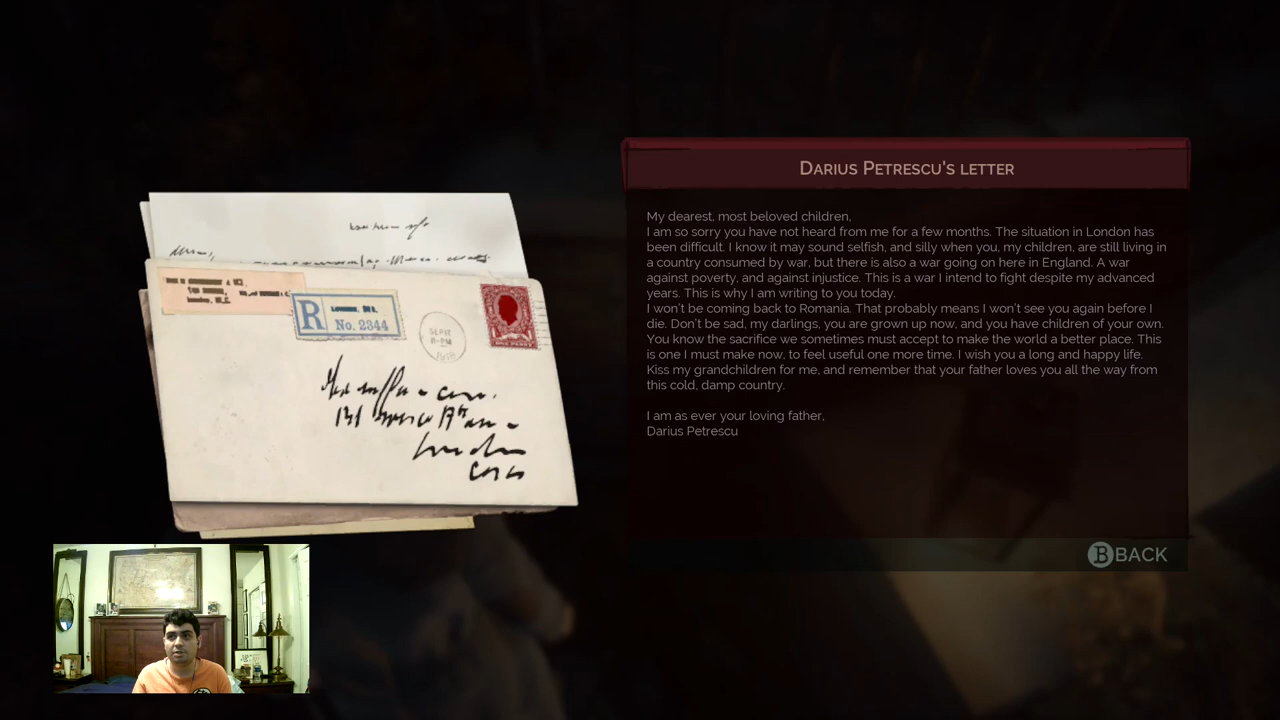 DARIUS PETRESCU'S LETTER
My dearest, most beloved children,
I am so sorry you have not heard from me for a few months. The situation in London has
been difficult. I know it may sound selfish, and silly when you, my children, are still living in
a country consumed by war, but there is also a war going on here in England. A war
against poverty, and against injustice. This is a war I intend to fight despite my advanced
years. This is why I am writing to you today.
I won't be coming back to Romania. That probably means I won't see you again before I
die. Don't be sad, my darlings, you are grown up now, and you have children of your own.
You know the sacrifice we sometimes must accept to make the world a better place. This
is one I must make now, to feel useful one more time. I wish you a long and happy life.
Kiss my grandchildren for me, and remember that your father loves you all the way from
this cold, damp country.
I am as ever your loving father,
Darius Petrescu
R
No. 2344
8-PM
1918
ONE PENNY
London
B BACK